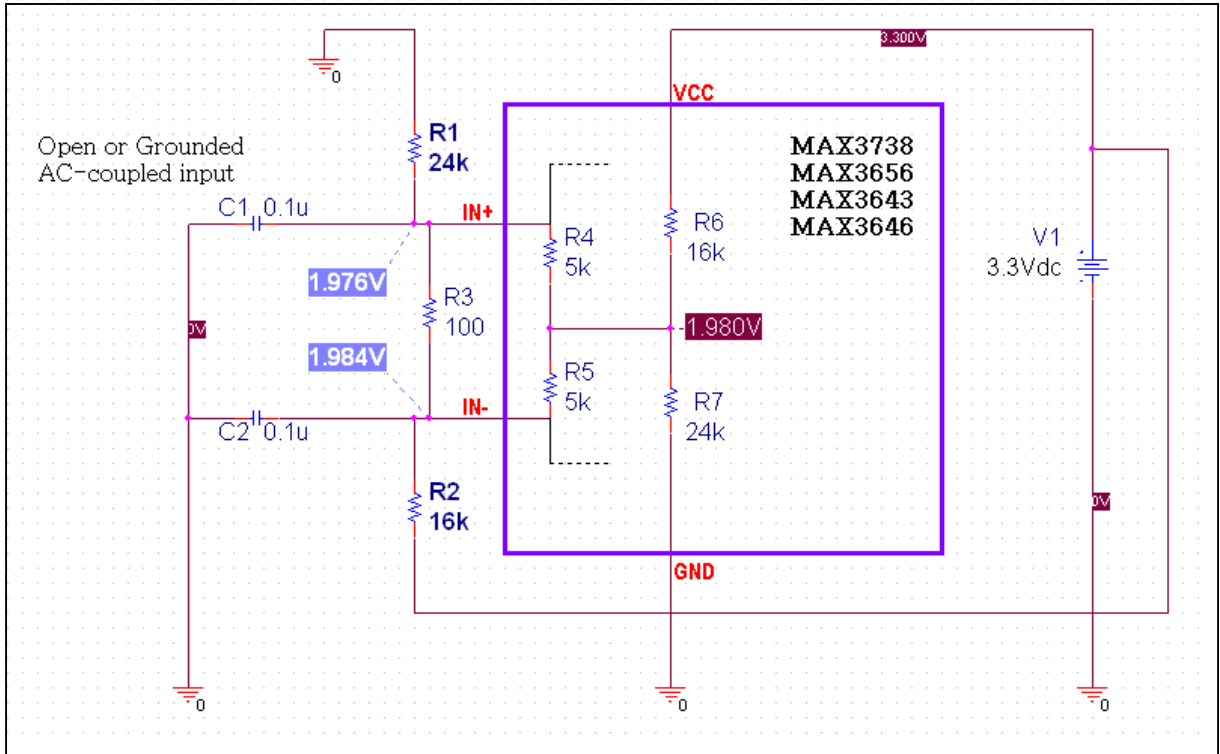 3.300V
0
VCC
R1
24k
MAX3738
MAX3656
MAX3643
MAX3646
Open or Grounded
AC-coupled input
C1 0.1u
IN+
R4
5k
R6
16k
V1
3.3Vdc
1.976V
R3
100
0V
1.980V
1.984V
R5
5k
R7
24k
IN-
C2 0.1u
R2
16k
0V
GND
0
0
0